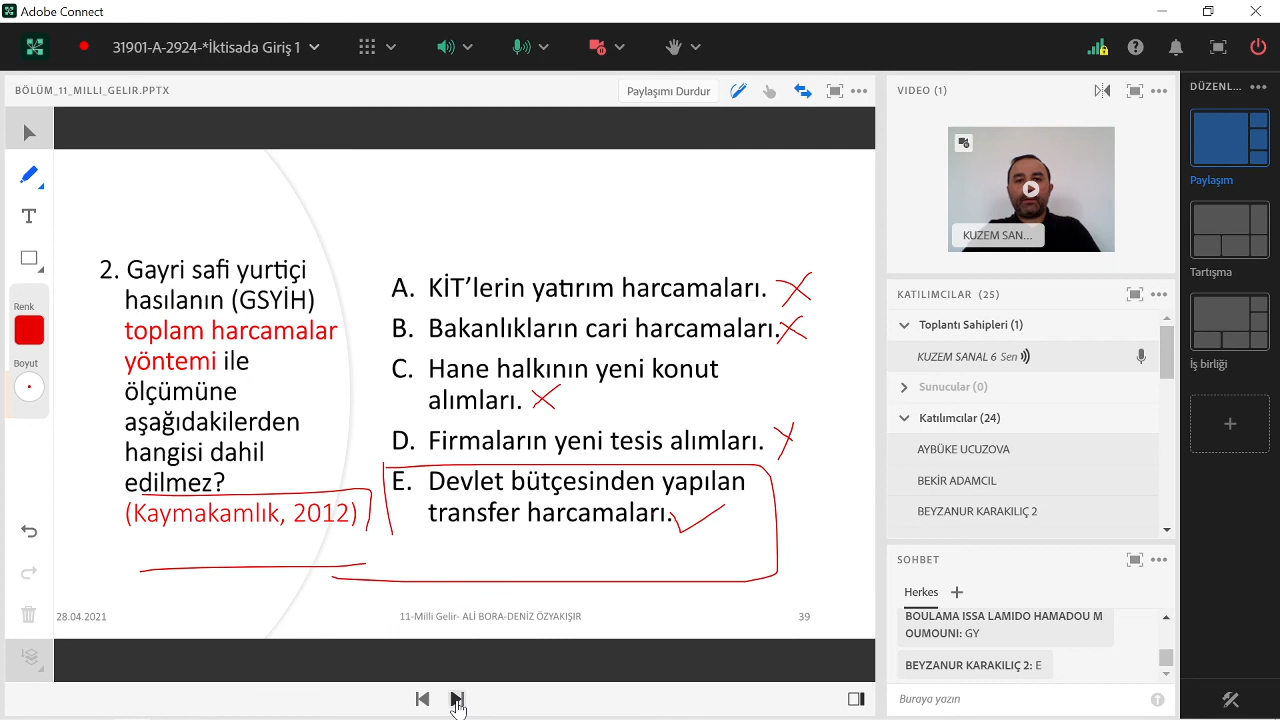 Adobe Connect
31901-A-2924-*İktisada Giriş 1
BÖLÜM_11_MILLI_GELIR.PPTX
Paylaşımı Durdur
Renk
Boyut
2. Gayri safi yurtiçi
hasılanın (GSYİH)
toplam harcamalar
yöntemi ile
ölçümüne
aşağıdakilerden
hangisi dahil
edilmez?
(Kaymakamlık, 2012)
A. KİT’lerin yatırım harcamaları.
B. Bakanlıkların cari harcamaları.
C. Hane halkının yeni konut
alımları.
D. Firmaların yeni tesis alımları.
E. Devlet bütçesinden yapılan
transfer harcamaları.
28.04.2021
11-Milli Gelir- ALİ BORA-DENİZ ÖZYAKIŞIR
39
VIDEO (1)
KUZEM SAN...
KATILIMCILAR (25)
Toplantı Sahipleri (1)
KUZEM SANAL 6 Sen
Sunucular (0)
Katılımcılar (24)
AYBÜKE UCUZOVA
BEKİR ADAMCIL
BEYZANUR KARAKILIÇ 2
SOHBET
Herkes
BOULAMA ISSA LAMIDO HAMADOU M
OUMOUNI: GY
BEYZANUR KARAKILIÇ 2: E
Buraya yazın
DÜZENL...
Paylaşım
Tartışma
İş birliği